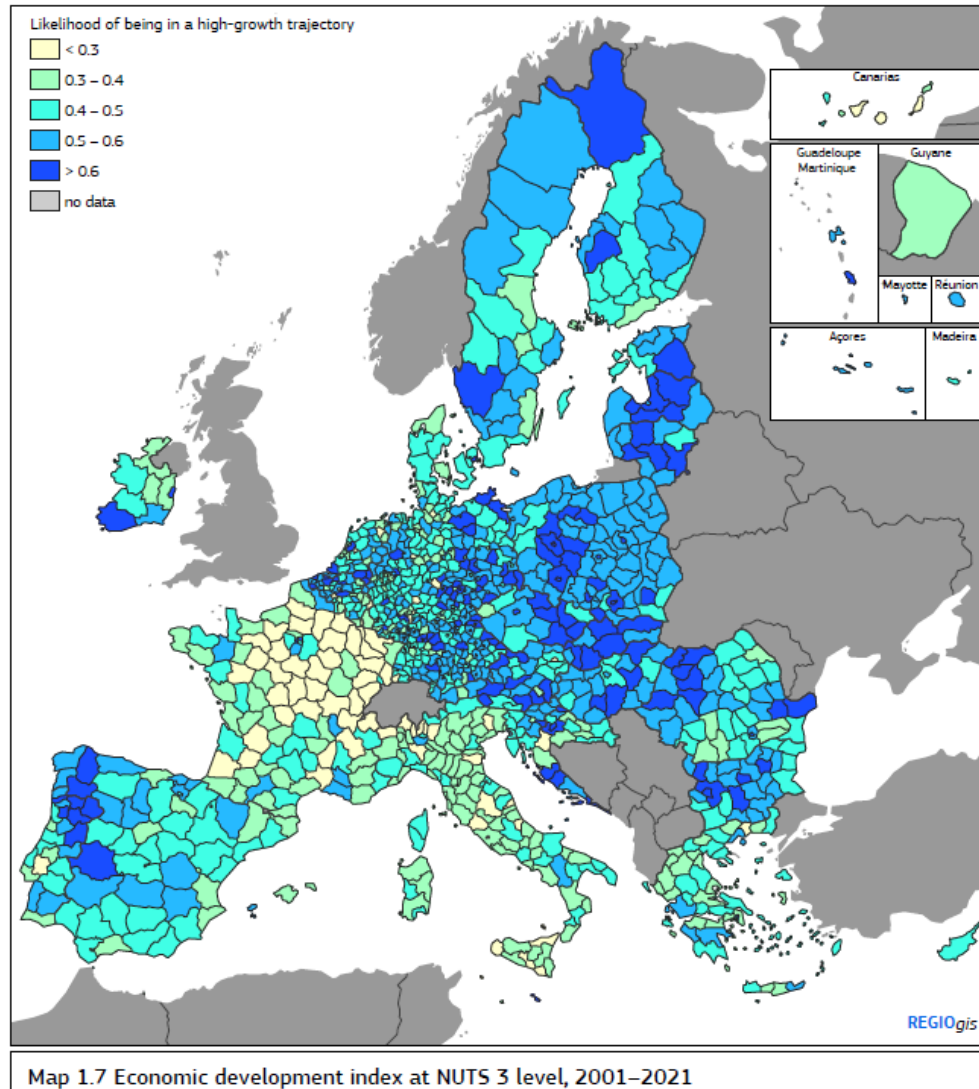 Likelihood of being in a high-growth trajectory
< 0.3
0.3 – 0.4
0.4 – 0.5
0.5 – 0.6
> 0.6
no data
Canarias
Guadeloupe
Martinique
Guyane
Mayotte
Réunion
Açores
Madeira
REGIOgis
Map 1.7 Economic development index at NUTS 3 level, 2001–2021